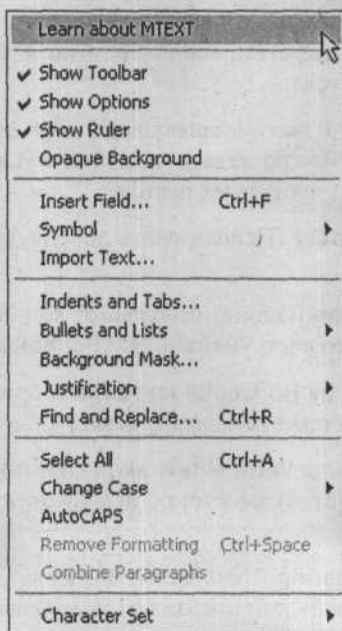 Learn about MTEXT
Show Toolbar
Show Options
Show Ruler
Opaque Background
Insert Field... Ctrl+F
Symbol
Import Text...
Indents and Tabs...
Bullets and Lists
Background Mask...
Justification
Find and Replace... Ctrl+R
Select All Ctrl+A
Change Case
AutoCAPS
Remove Formatting Ctrl+Space
Combine Paragraphs
Character Set